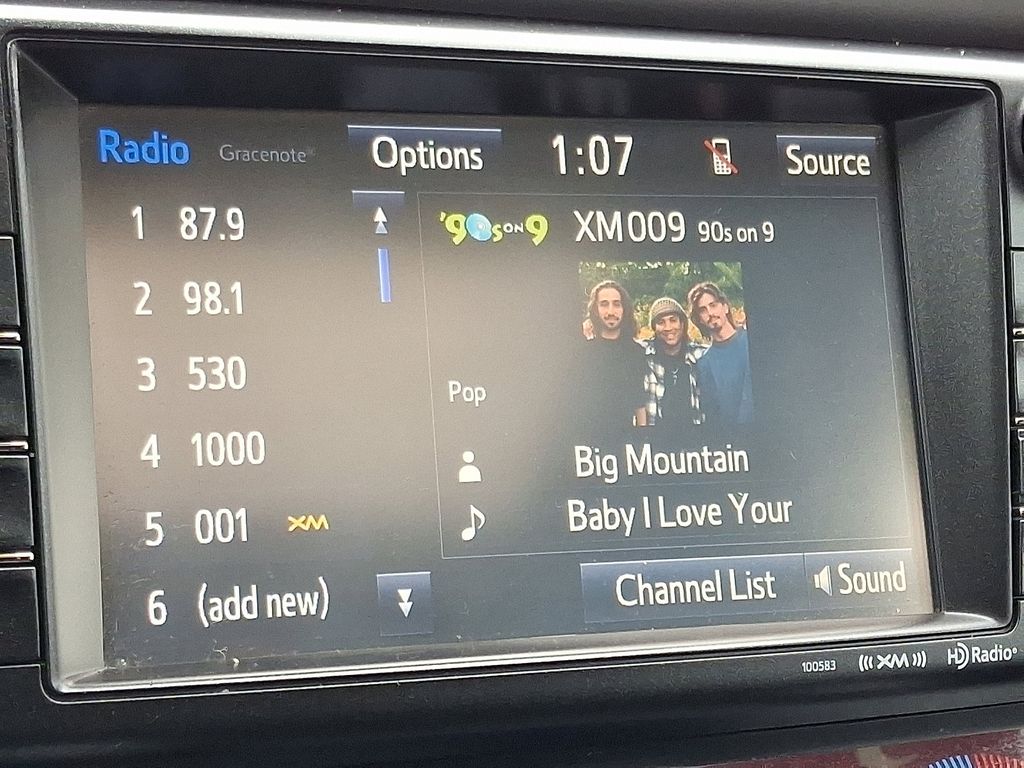 Radio Gracenote Options 1:07 Source
1 87.9
2 98.1
3 530
4 1000
5 001 XM
6 (add new)
'90s ON 9 XM009 90s on 9
Pop
Big Mountain
Baby I Love Your
Channel List Sound
100583 XM HD Radio